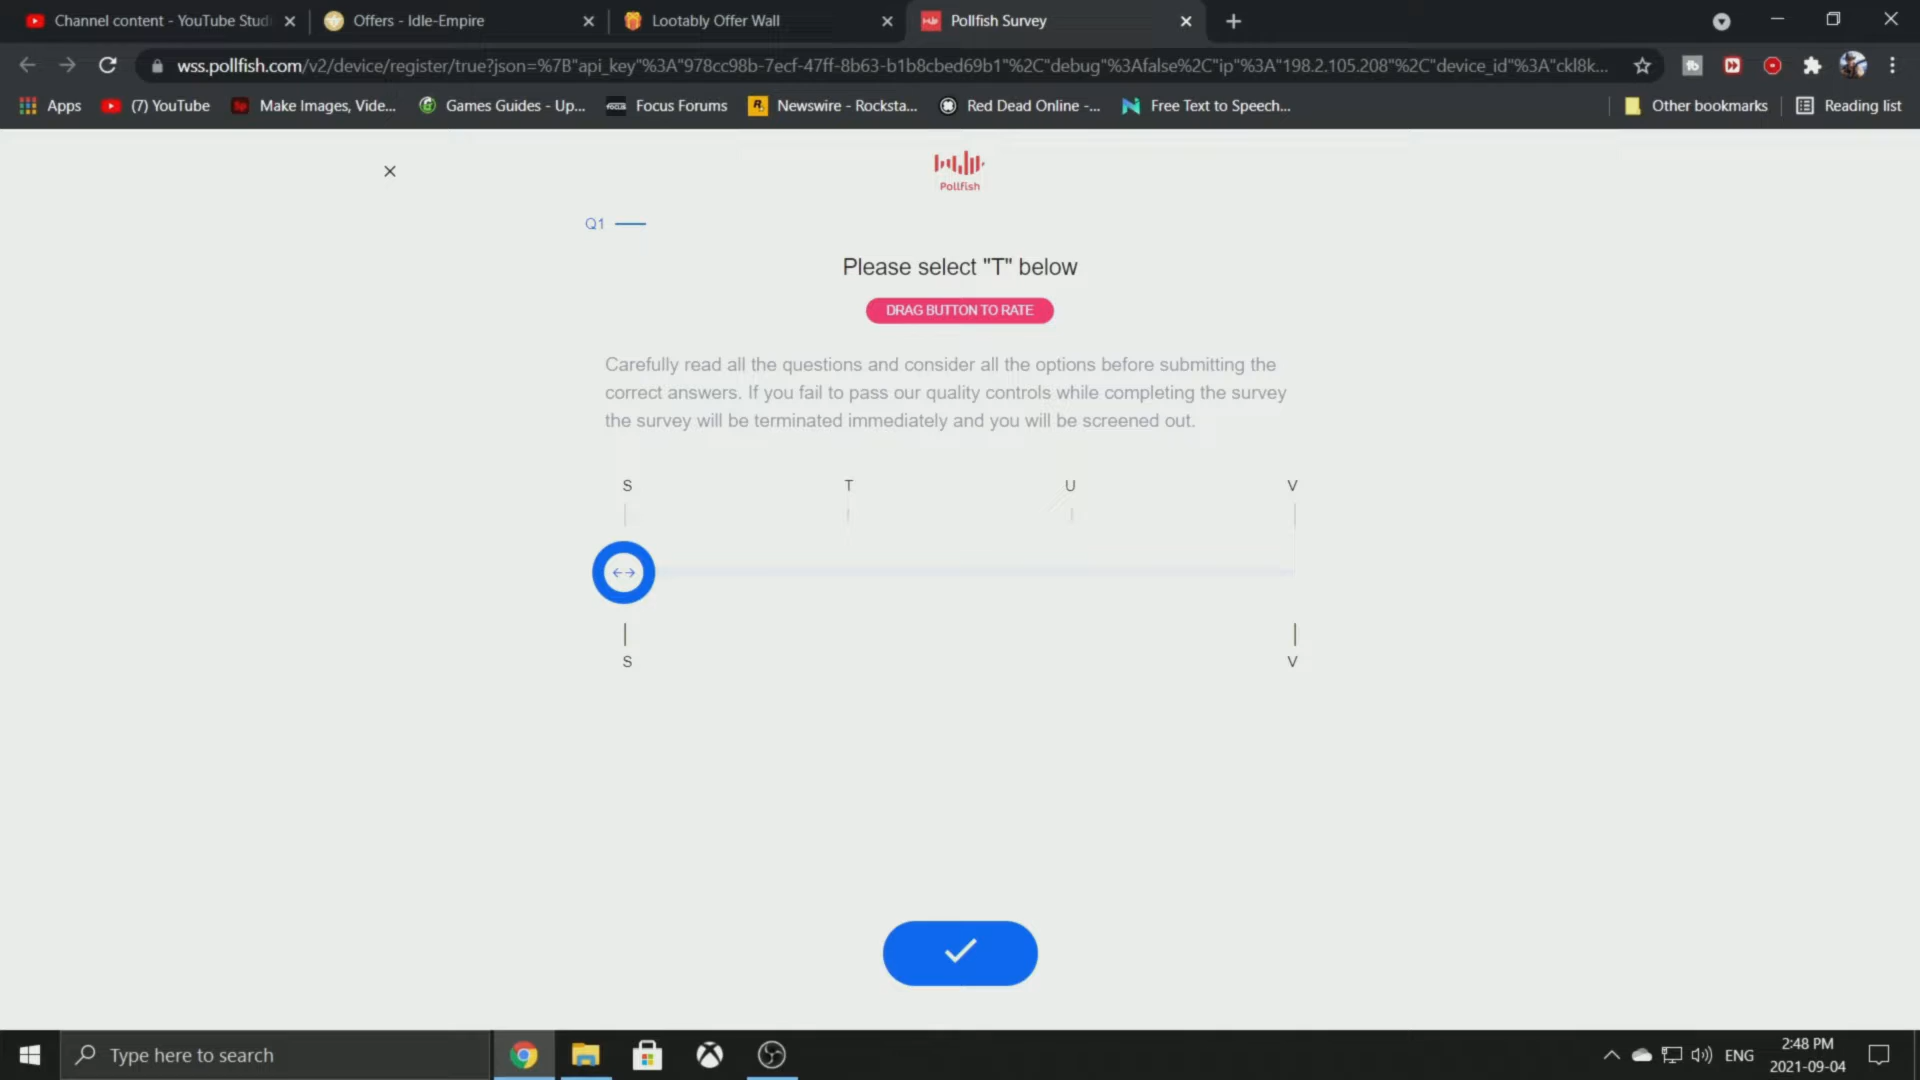 Channel content - YouTube Stud
Offers - Idle-Empire
Lootably Offer Wall
Pollfish Survey
wss.pollfish.com/v2/device/register/true?json=%7B"api_key"%3A"978cc98b-7ecf-47ff-8b63-b1b8cbed69b1"%2C"debug"%3Afalse%2C"ip"%3A"198.2.105.208"%2C"device_id"%3A"ckl8k...
Apps
(7) YouTube
Make Images, Vide...
Games Guides - Up...
Focus Forums
Newswire - Rocksta...
Red Dead Online -...
Free Text to Speech...
Other bookmarks
Reading list
Pollfish
Q1
Please select "T" below
DRAG BUTTON TO RATE
Carefully read all the questions and consider all the options before submitting the
correct answers. If you fail to pass our quality controls while completing the survey
the survey will be terminated immediately and you will be screened out.
S T U V
S V
Type here to search
ENG
2:48 PM
2021-09-04